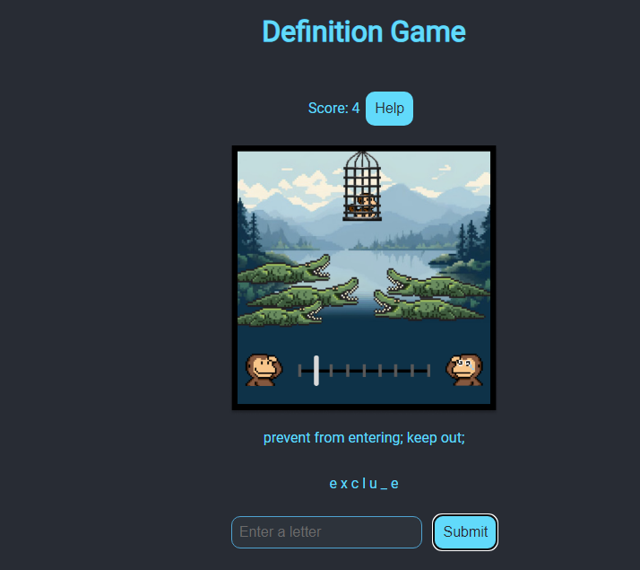 Definition Game
Score: 4 Help
prevent from entering; keep out;
e x c l u _ e
Enter a letter Submit